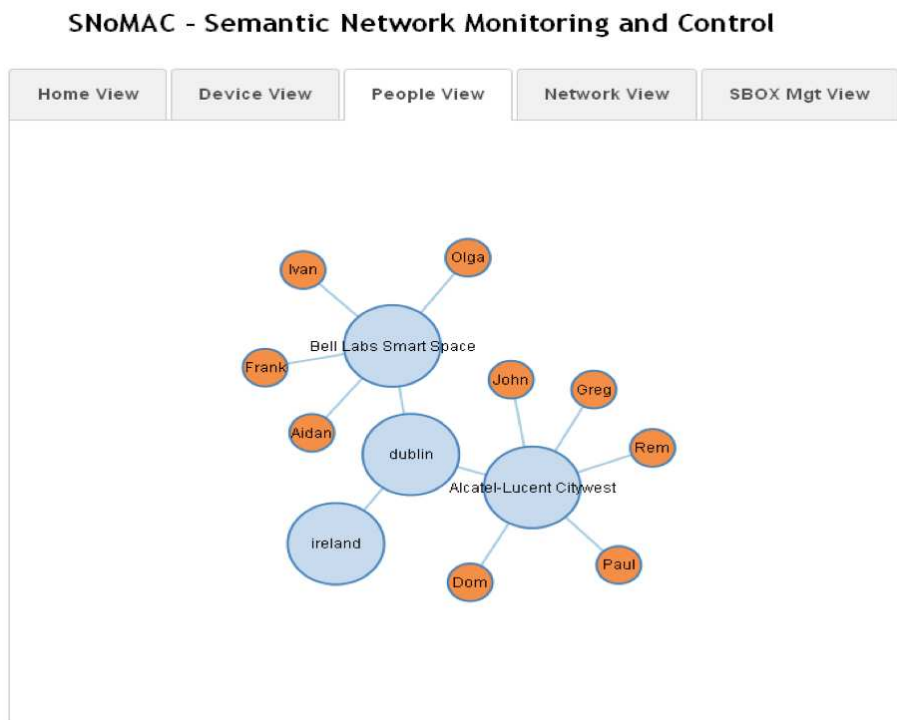 SNoMAC - Semantic Network Monitoring and Control
Home View
Device View
People View
Network View
SBOX Mgt View
Olga
Ivan
Bell Labs Smart Space
Frank
John
Greg
Aidan
Rem
dublin
Alcatel-Lucent Citywest
ireland
Paul
Dom